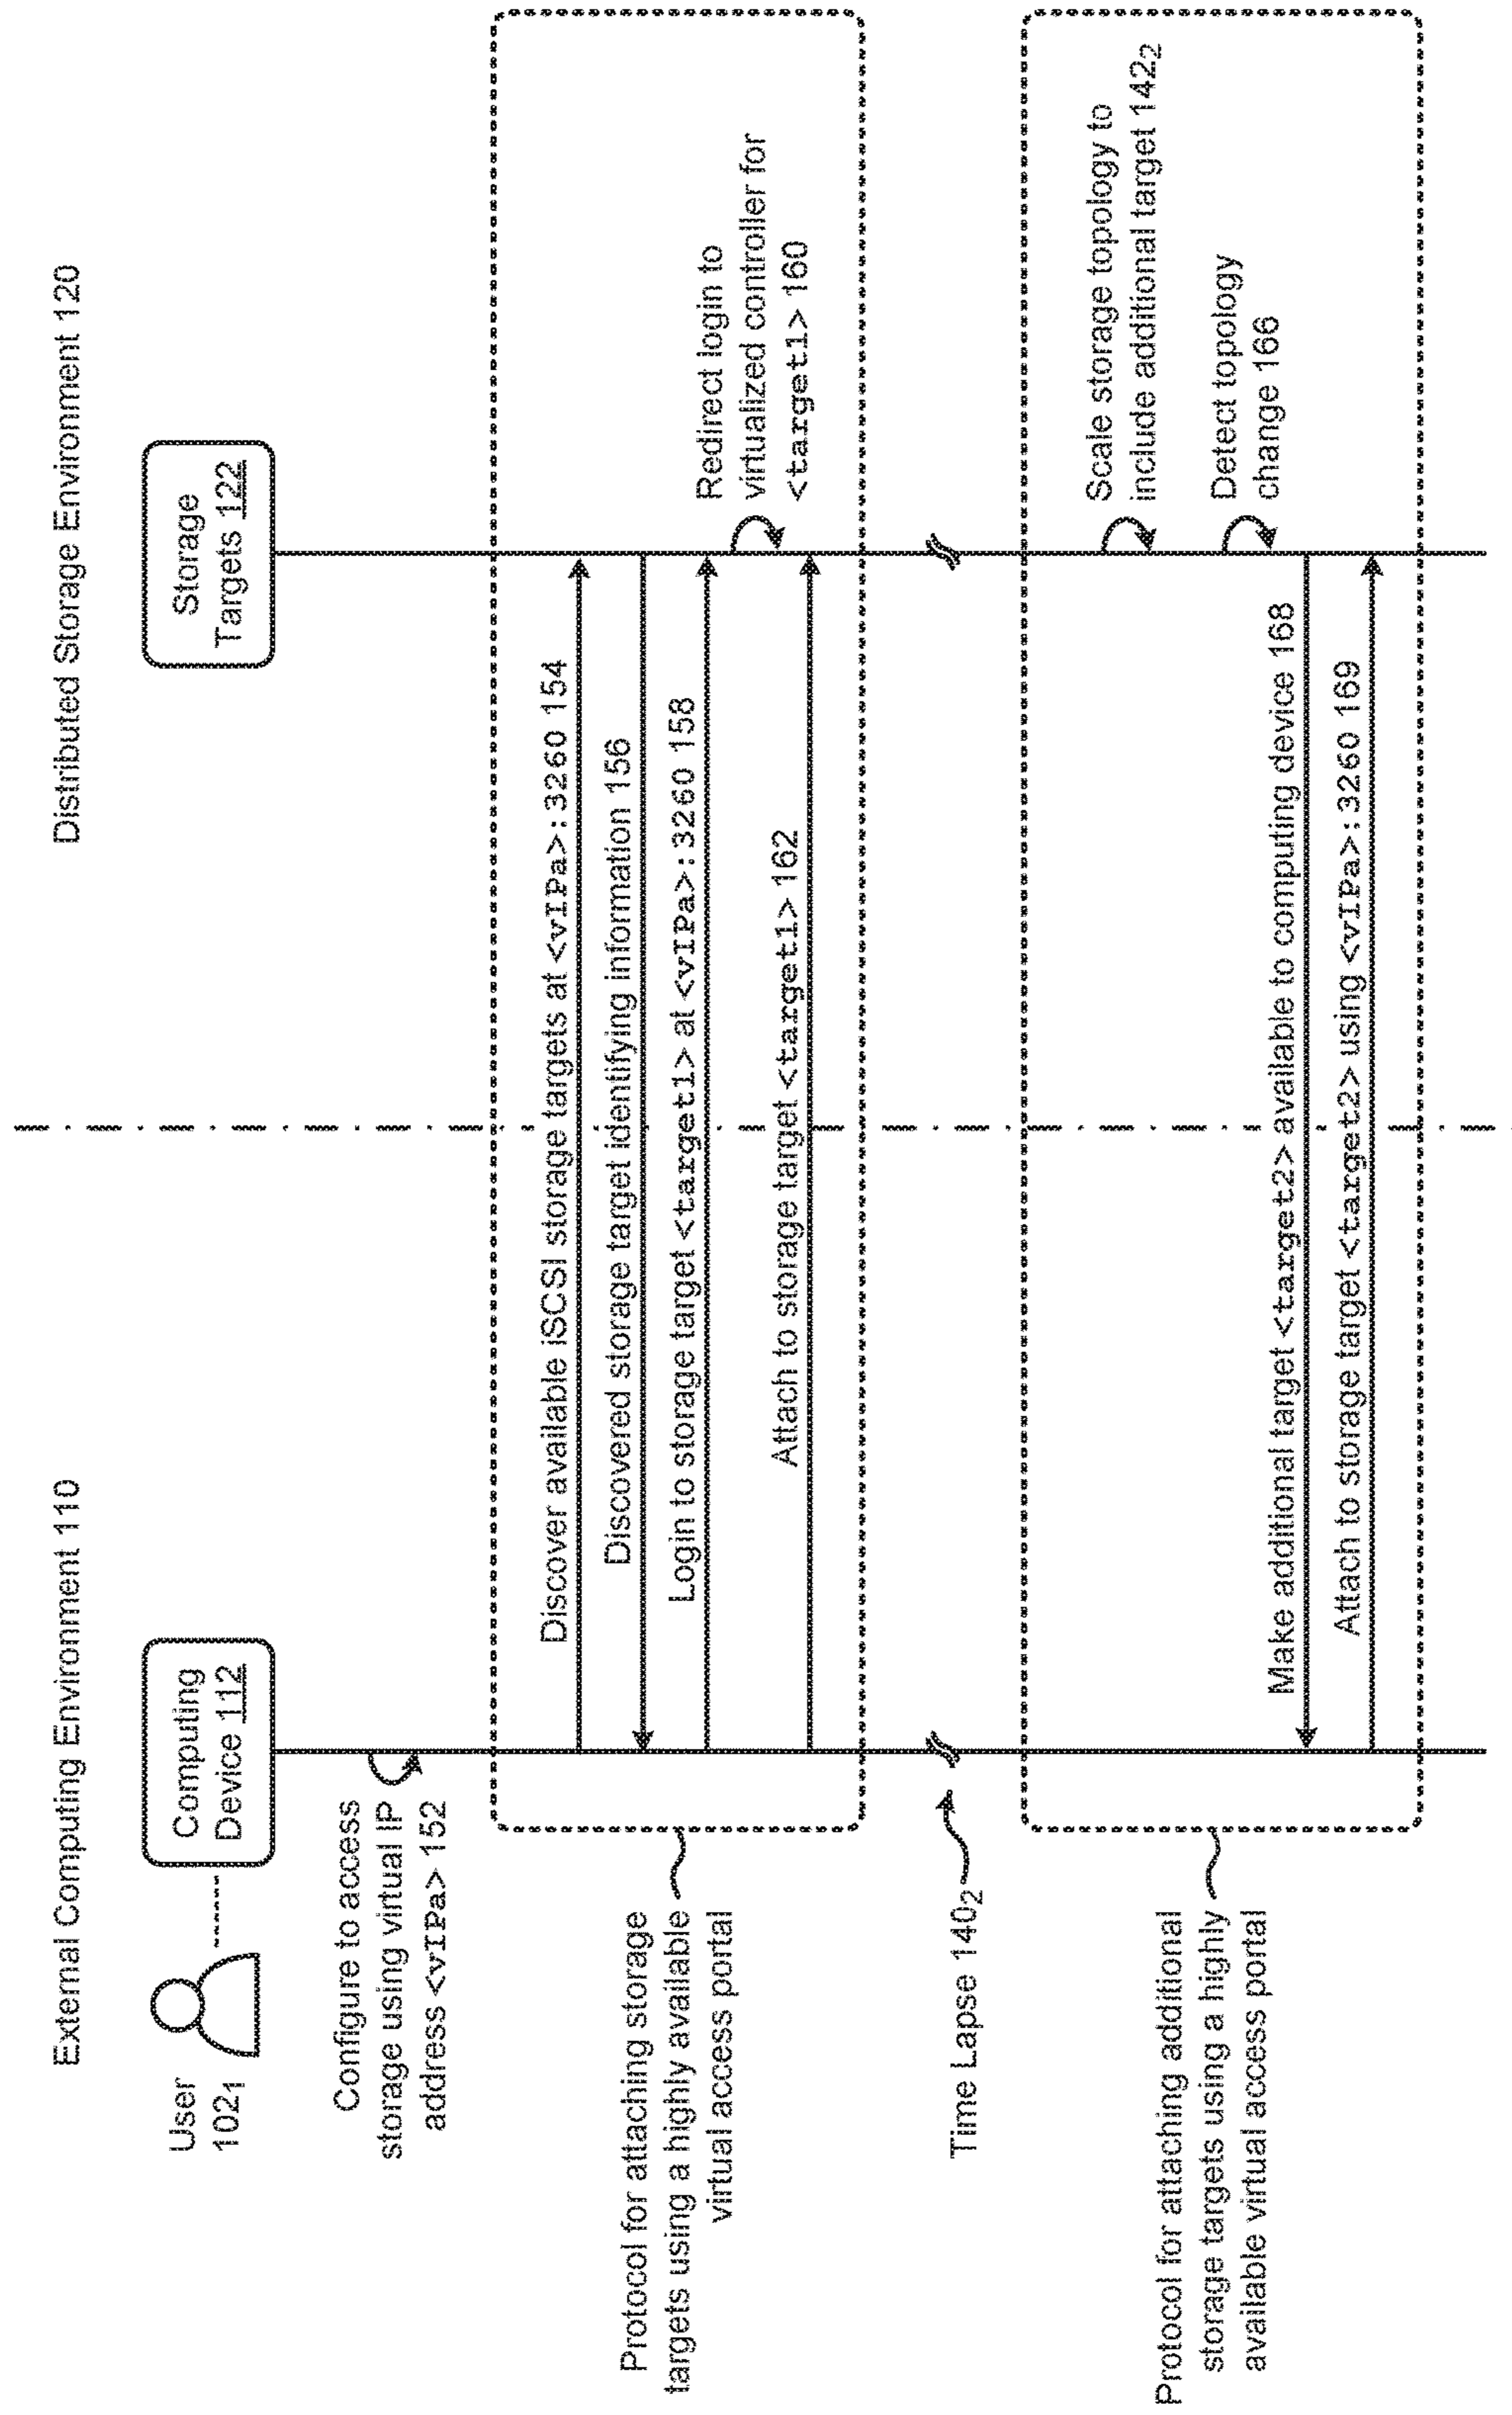 External Computing Environment 110
Distributed Storage Environment 120
User
102₁
Computing
Device 112
Storage
Targets 122
Configure to access
storage using virtual IP
address <vIPa> 152
Protocol for attaching storage
targets using a highly available
virtual access portal
Discover available iSCSI storage targets at <vIPa>:3260 154
Discovered storage target identifying information 156
Login to storage target <target1> at <vIPa>:3260 158
Redirect login to
virtualized controller for
<target1> 160
Attach to storage target <target1> 162
Time Lapse 140₂
Protocol for attaching additional
storage targets using a highly
available virtual access portal
Scale storage topology to
include additional target 142₂
Detect topology
change 166
Make additional target <target2> available to computing device 168
Attach to storage target <target2> using <vIPa>:3260 169